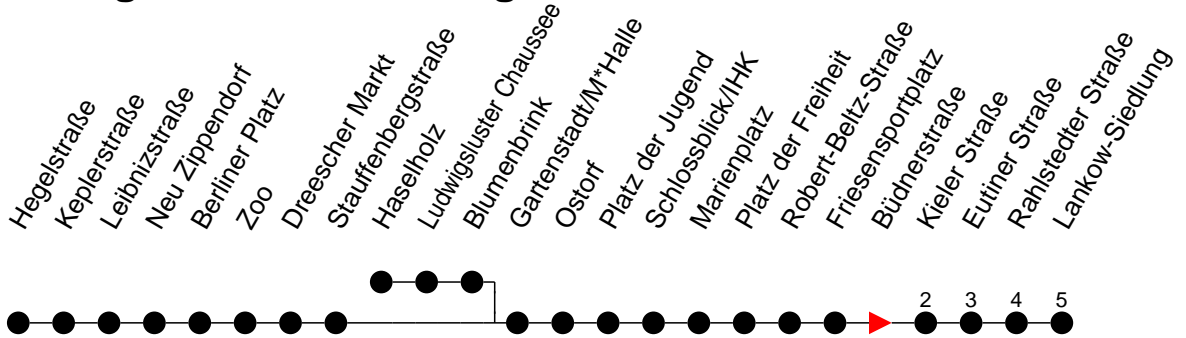 Hegelstraße
Keplerstraße
Leibnizstraße
Neu Zippendorf
Berliner Platz
Zoo
Dreescher Markt
Stauffenbergstraße
Haselholz
Ludwigsluster Chaussee
Blumenbrink
Gartenstadt/M*Halle
Ostorf
Platz der Jugend
Schlossblick/IHK
Marienplatz
Platz der Freiheit
Robert-Beltz-Straße
Friesensportplatz
Büdnerstraße
Kieler Straße
Eutiner Straße
Rahlstedter Straße
Lankow-Siedlung
2 3 4 5